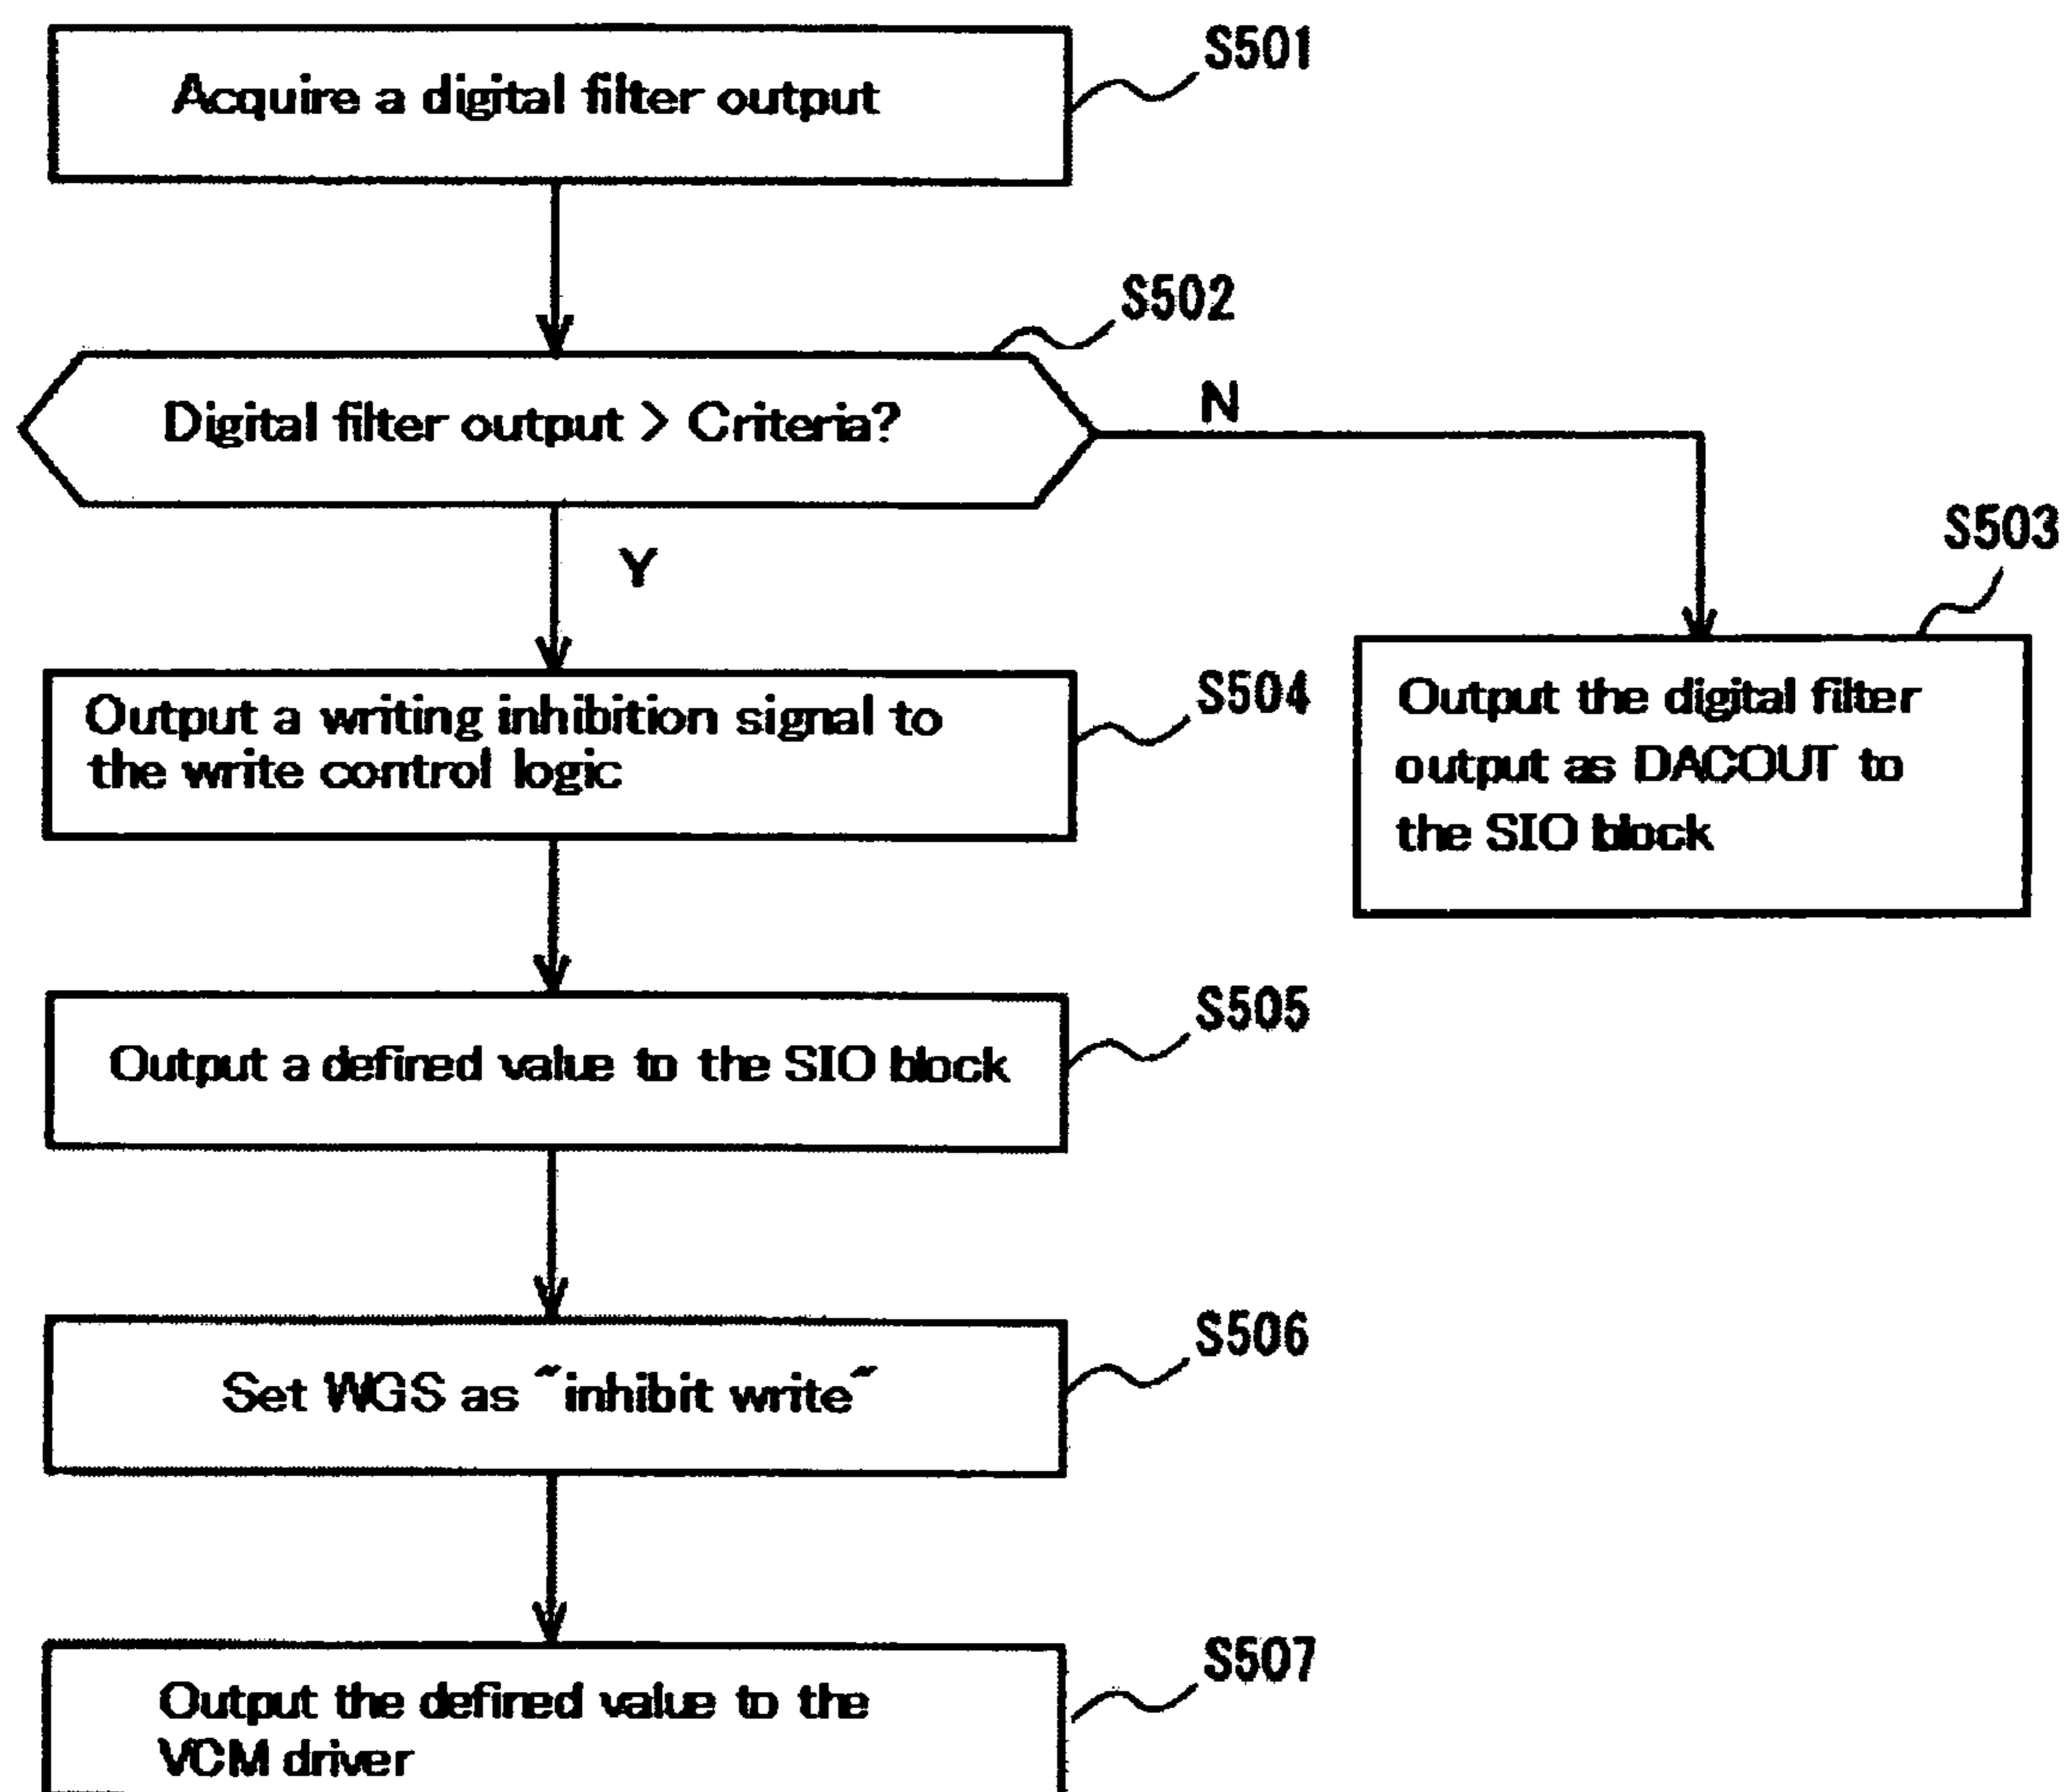 S501
Acquire a digital filter output
S502
Digital filter output > Criteria?
N
Y
S503
Output the digital filter
output as DACOUT to
the SIO block
S504
Output a writing inhibition signal to
the write control logic
S505
Output a defined value to the SIO block
S506
Set WGS as ˝inhibit write˝
S507
Output the defined value to the
VCM driver